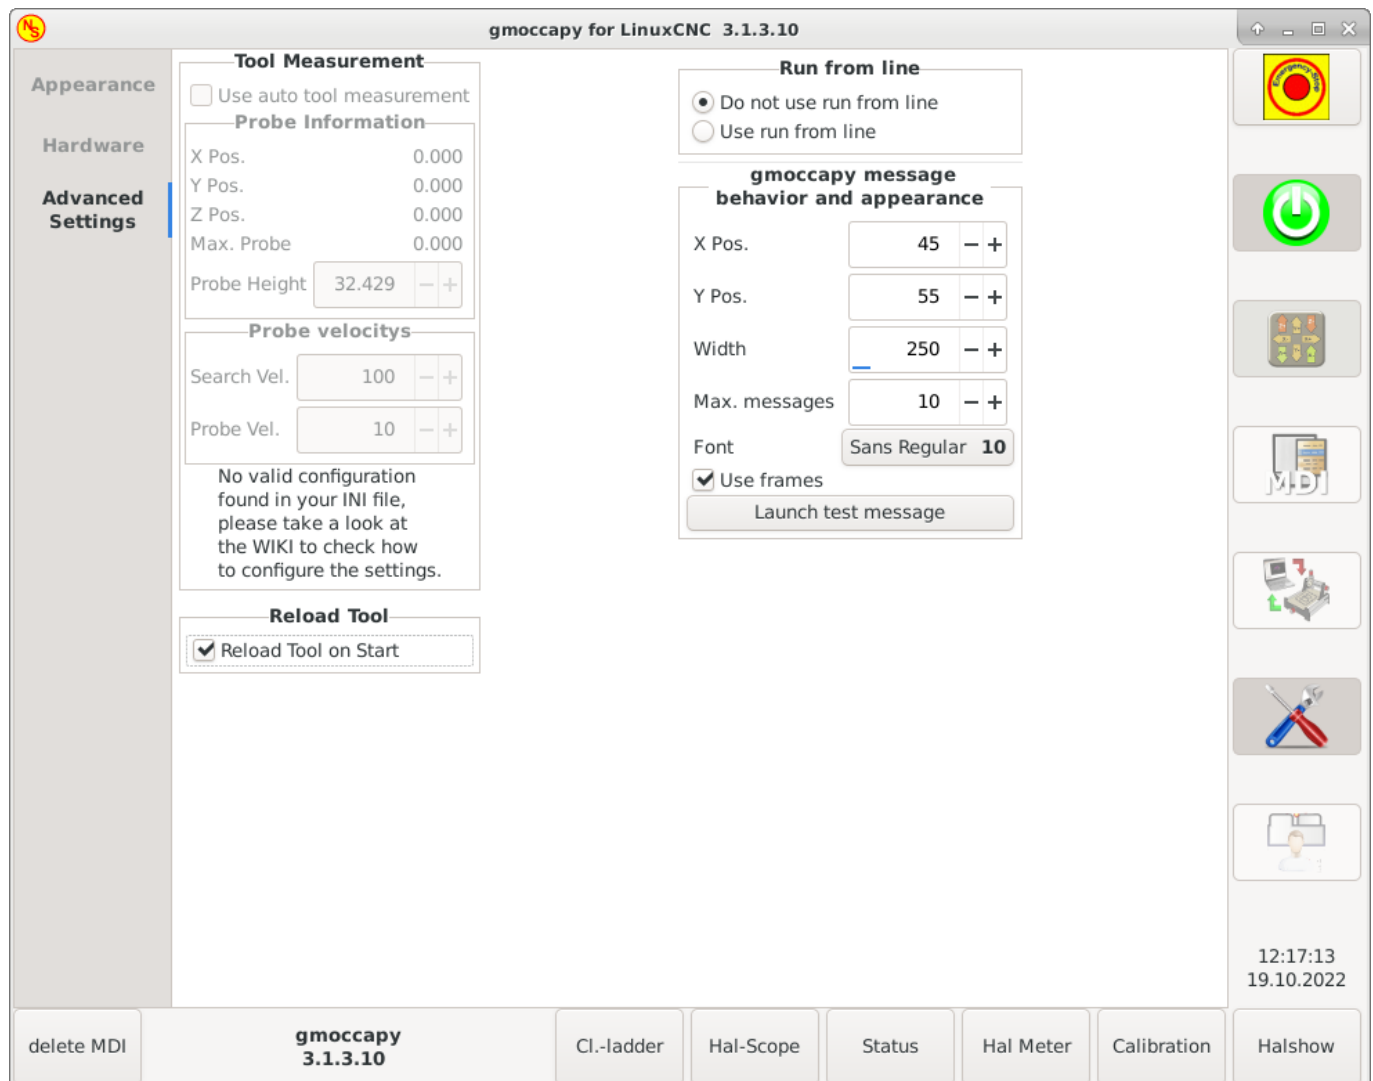 gmoccapy for LinuxCNC 3.1.3.10
Appearance
Hardware
Advanced
Settings
Tool Measurement
Use auto tool measurement
Probe Information
X Pos. 0.000
Y Pos. 0.000
Z Pos. 0.000
Max. Probe 0.000
Probe Height 32.429
Probe velocitys
Search Vel. 100
Probe Vel. 10
No valid configuration
found in your INI file,
please take a look at
the WIKI to check how
to configure the settings.
Reload Tool
Reload Tool on Start
Run from line
Do not use run from line
Use run from line
gmoccapy message
behavior and appearance
X Pos. 45
Y Pos. 55
Width 250
Max. messages 10
Font Sans Regular 10
Use frames
Launch test message
Emergency-Stop
MDI
12:17:13
19.10.2022
delete MDI
gmoccapy
3.1.3.10
Cl.-ladder
Hal-Scope
Status
Hal Meter
Calibration
Halshow